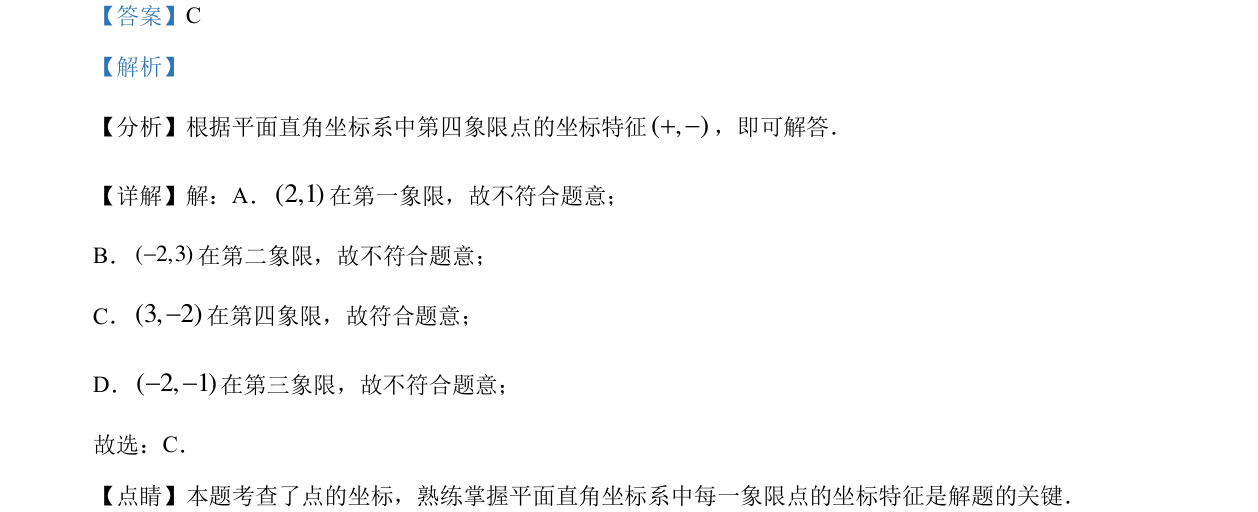 【答案】C
【解析】
【分析】根据平面直角坐标系中第四象限点的坐标特征(+,−)，即可解答．
【详解】解：A．(2,1)在第一象限，故不符合题意；
B．(−2,3)在第二象限，故不符合题意；
C．(3,−2)在第四象限，故符合题意；
D．(−2,−1)在第三象限，故不符合题意；
故选：C．
【点睛】本题考查了点的坐标，熟练掌握平面直角坐标系中每一象限点的坐标特征是解题的关键．